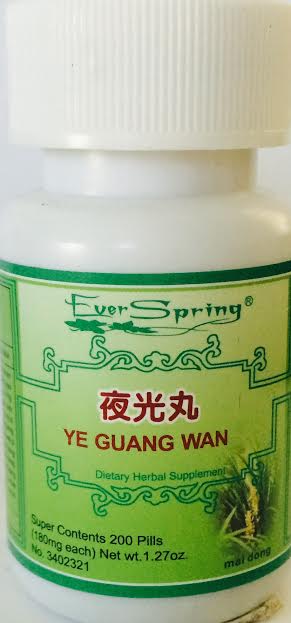 Ever Spring®
夜光丸
YE GUANG WAN
Dietary Herbal Supplement
Super Contents 200 Pills
(180mg each) Net wt.1.27oz.
No. 3402321
mai dong